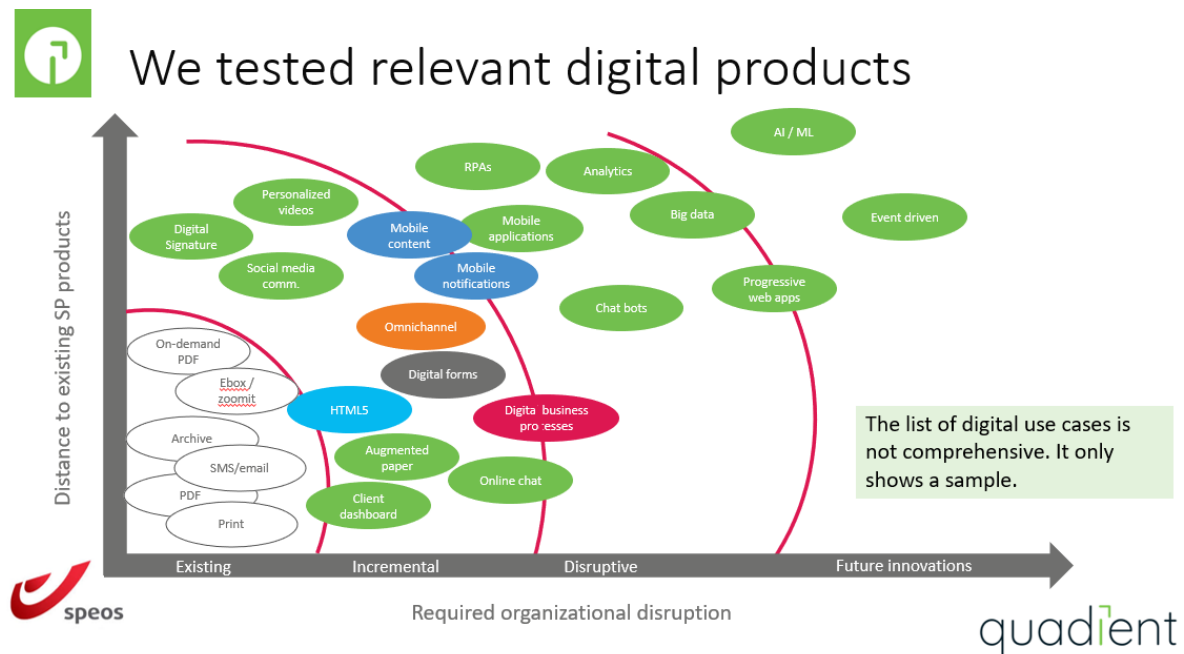 We tested relevant digital products
Distance to existing SP products
AI / ML
RPAs
Analytics
Personalized
videos
Big data
Event driven
Digital
Signature
Mobile
content
Mobile
applications
Social media
comm.
Mobile
notifications
Progressive
web apps
Chat bots
Omnichannel
On-demand
PDF
Digital forms
Ebox /
zoomit
HTML5
Digital business
processes
The list of digital use cases is
not comprehensive. It only
shows a sample.
Archive
Augmented
paper
SMS/email
Online chat
PDF
Client
dashboard
Print
Existing
Incremental
Disruptive
Future innovations
Required organizational disruption
speos
quadient